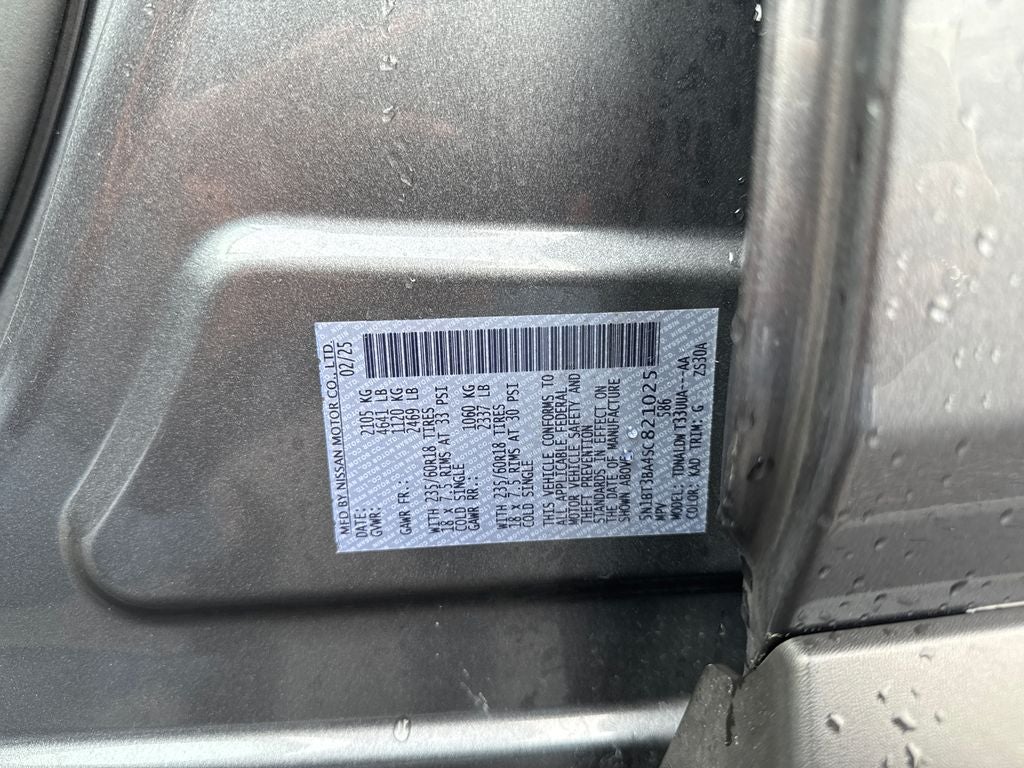 MFD BY NISSAN MOTOR CO., LTD.
DATE: 02/25
GVWR: 2105 KG
4641 LB
GAWR FR.: 1120 KG
2469 LB
WITH 235/60R18 TIRES
18 X 7.5 RIMS AT 33 PSI
COLD SINGLE
GAWR RR.: 1060 KG
2337 LB
WITH 235/60R18 TIRES
18 X 7.5 RIMS AT 30 PSI
COLD SINGLE
THIS VEHICLE CONFORMS TO
ALL APPLICABLE FEDERAL
MOTOR VEHICLE SAFETY AND
THEFT PREVENTION
STANDARDS IN EFFECT ON
THE DATE OF MANUFACTURE
SHOWN ABOVE.
5N1BT3BA4SC821025
MPV 586
MODEL: TDNALDWT33UUA---AA
COLOR: KAD TRIM: G ZS30A